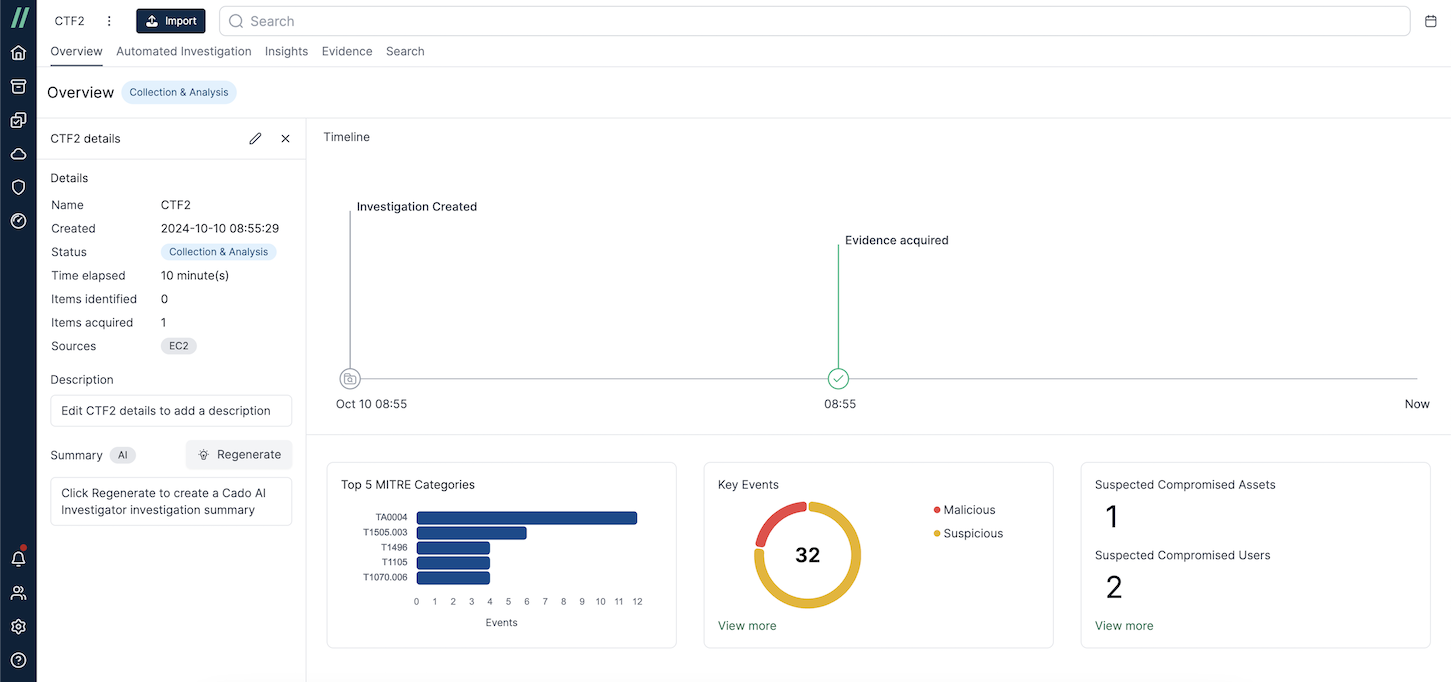 CTF2
Import
Search
Overview Automated Investigation Insights Evidence Search
Overview Collection & Analysis
CTF2 details
Details
Name CTF2
Created 2024-10-10 08:55:29
Status Collection & Analysis
Time elapsed 10 minute(s)
Items identified 0
Items acquired 1
Sources EC2
Description
Edit CTF2 details to add a description
Summary AI Regenerate
Click Regenerate to create a Cado AI
Investigator investigation summary
Timeline
Investigation Created
Evidence acquired
Oct 10 08:55 08:55 Now
Top 5 MITRE Categories
TA0004
T1505.003
T1496
T1105
T1070.006
0 1 2 3 4 5 6 7 8 9 10 11 12
Events
Key Events
32
Malicious
Suspicious
View more
Suspected Compromised Assets
1
Suspected Compromised Users
2
View more